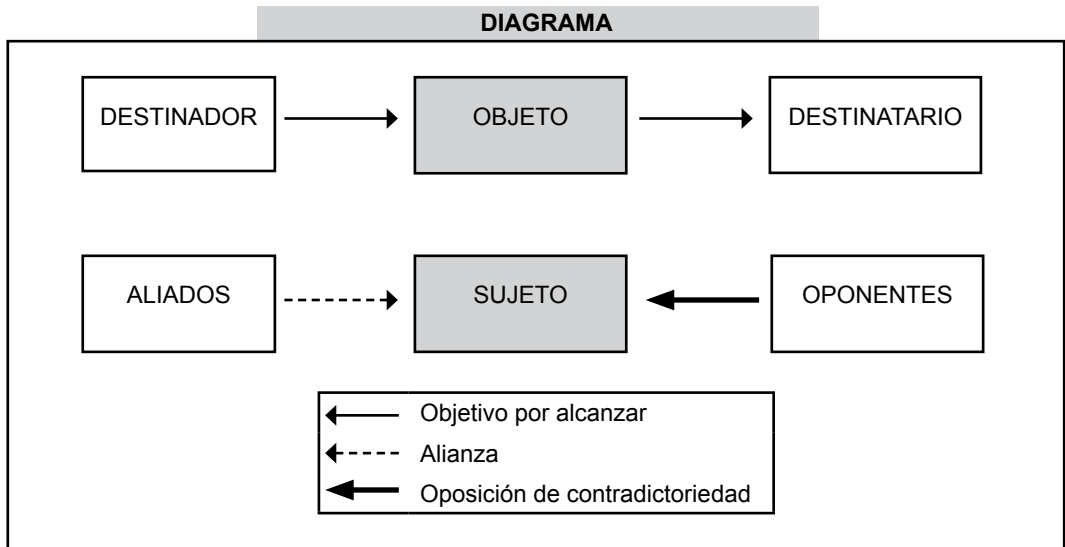 DIAGRAMA
DESTINADOR
OBJETO
DESTINATARIO
ALIADOS
SUJETO
OPONENTES
Objetivo por alcanzar
Alianza
Oposición de contradictoriedad